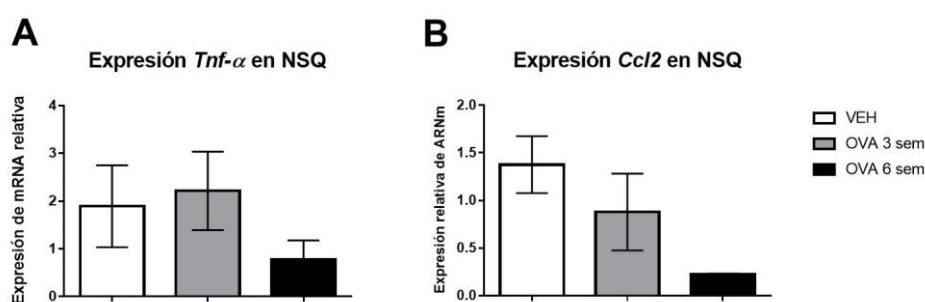 A
Expresión Tnf-α en NSQ
Expresión de mRNA relativa
4
3
2
1
0
B
Expresión Ccl2 en NSQ
Expresión relativa de ARNm
2.0
1.5
1.0
0.5
0.0
VEH
OVA 3 sem
OVA 6 sem